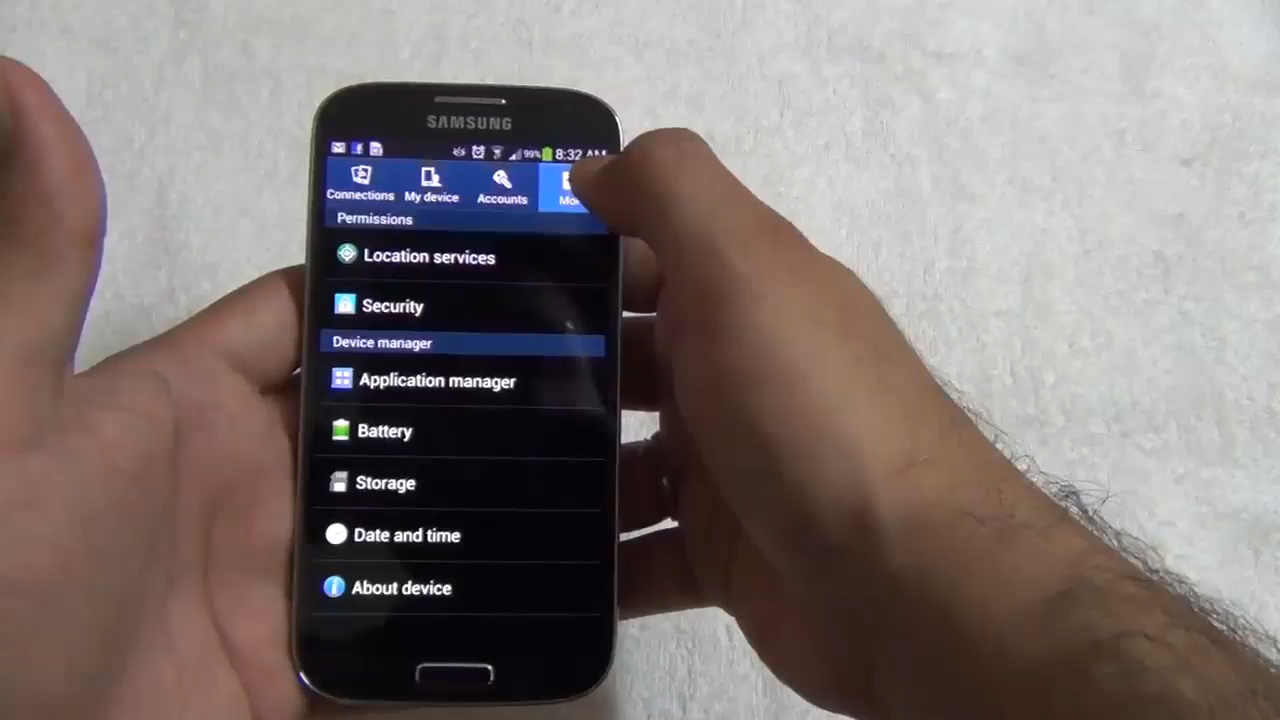 SAMSUNG
99% 8:32 AM
Connections My device Accounts
Permissions
Location services
Security
Device manager
Application manager
Battery
Storage
Date and time
About device